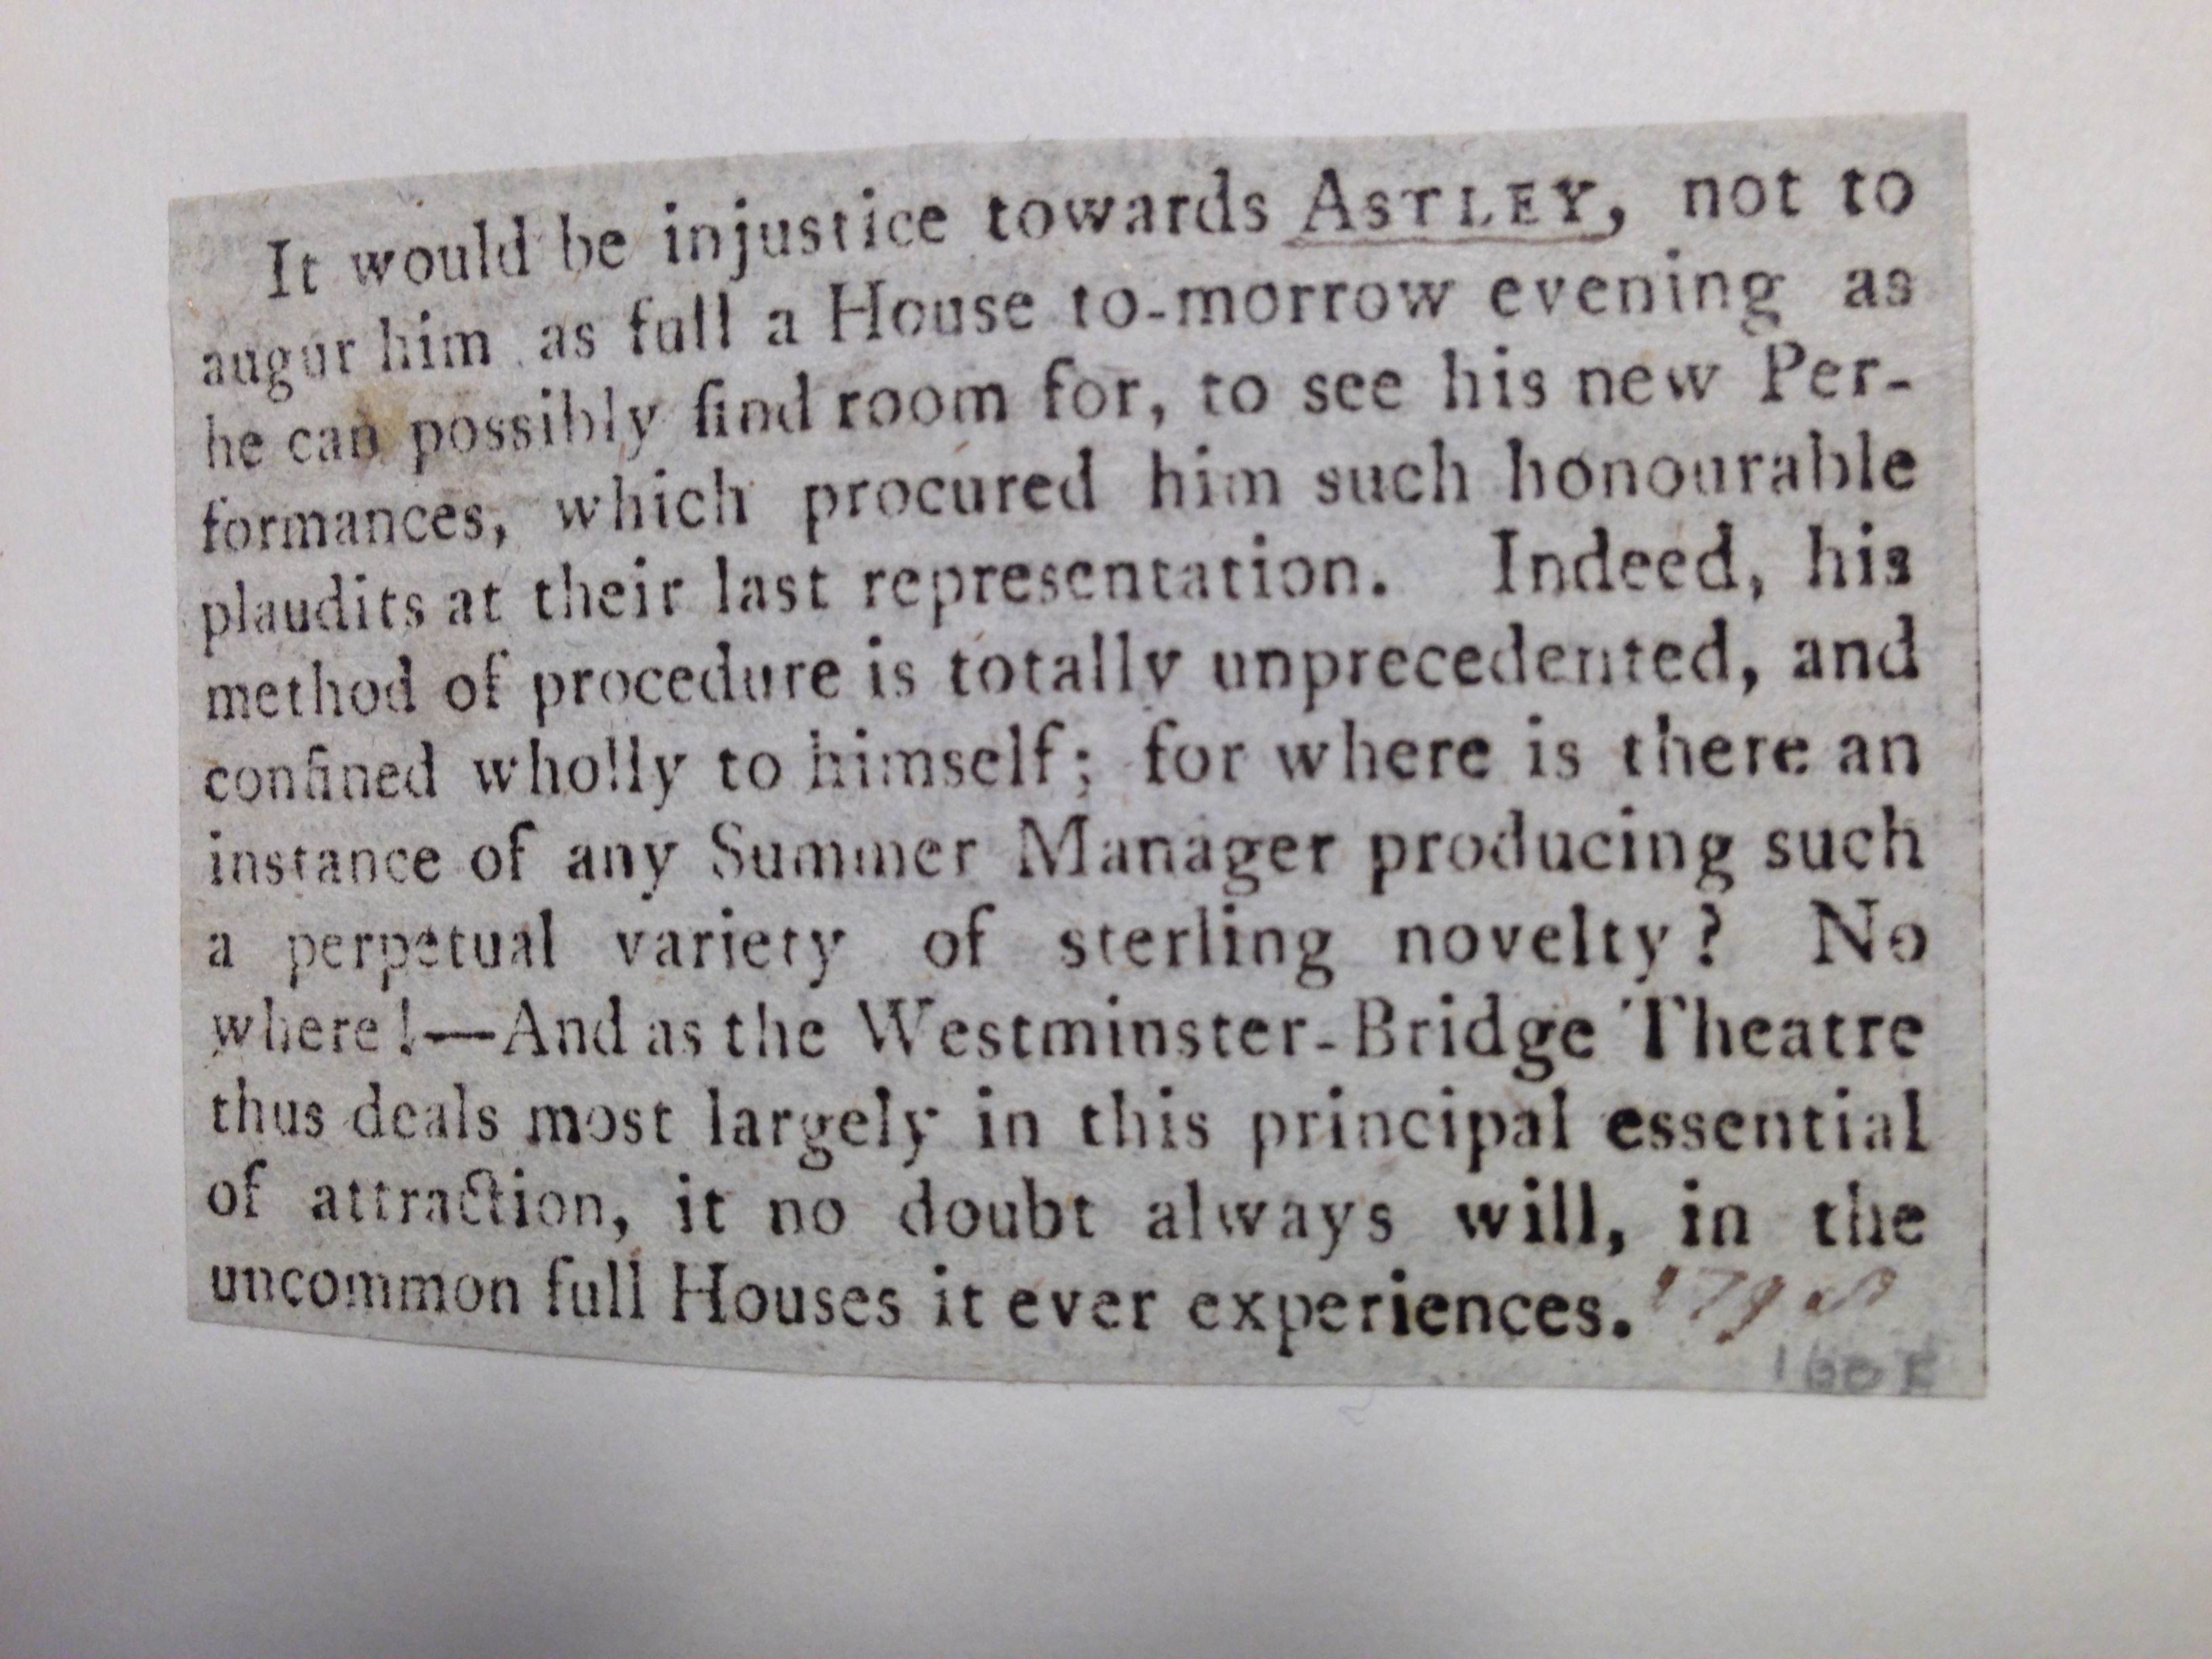 It would be injustice towards ASTLEY, not to
augur him as full a House to-morrow evening as
he can possibly find room for, to see his new Per-
formances, which procured him such honourable
plaudits at their last representation. Indeed, his
method of procedure is totally unprecedented, and
confined wholly to himself; for where is there an
instance of any Summer Manager producing such
a perpetual variety of sterling novelty? No
where!—And as the Westminster-Bridge Theatre
thus deals most largely in this principal essential
of attraction, it no doubt always will, in the
uncommon full Houses it ever experiences.